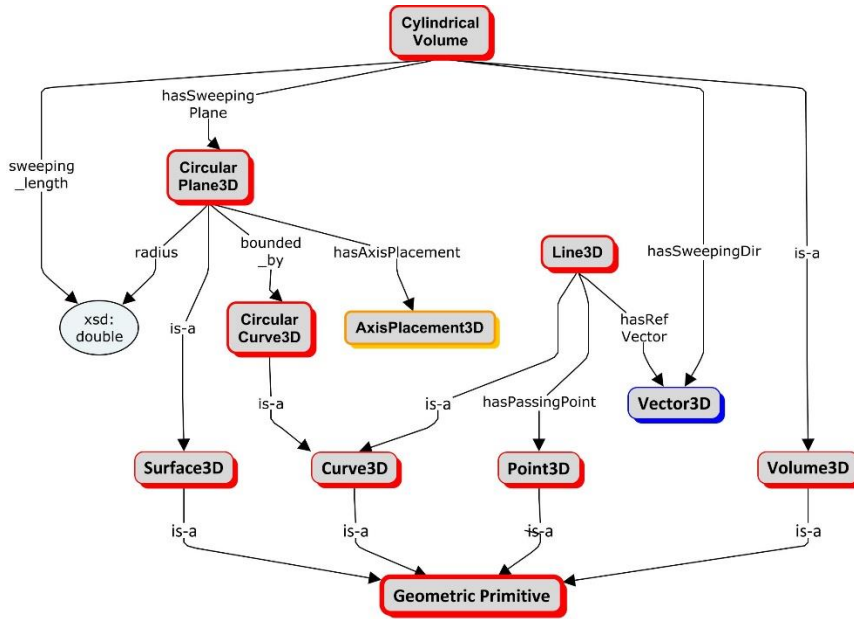 Cylindrical
Volume
hasSweeping
Plane
sweeping
_length
Circular
Plane3D
radius
bounded
_by
hasAxisPlacement
Line3D
hasSweepingDir
is-a
xsd:
double
is-a
Circular
Curve3D
AxisPlacement3D
hasRef
Vector
is-a
is-a
hasPassingPoint
Vector3D
Surface3D
Curve3D
Point3D
Volume3D
is-a
is-a
is-a
is-a
Geometric Primitive